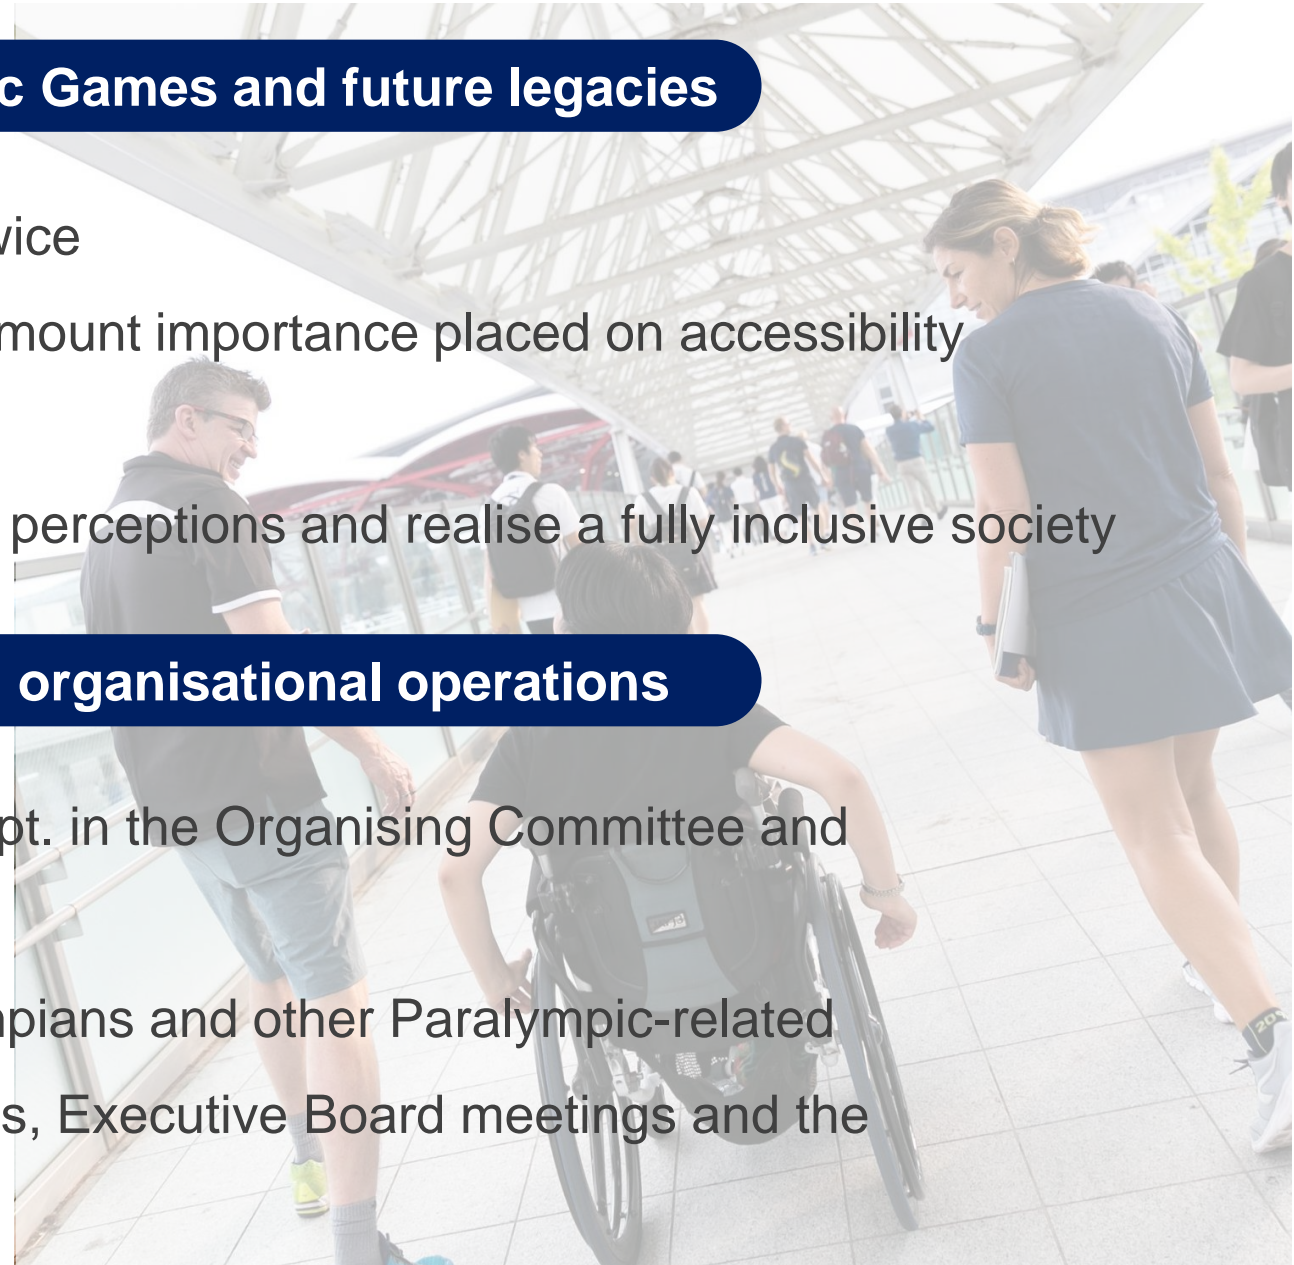 c Games and future legacies
wice
mount importance placed on accessibility
perceptions and realise a fully inclusive society
organisational operations
pt. in the Organising Committee and
pians and other Paralympic-related
s, Executive Board meetings and the